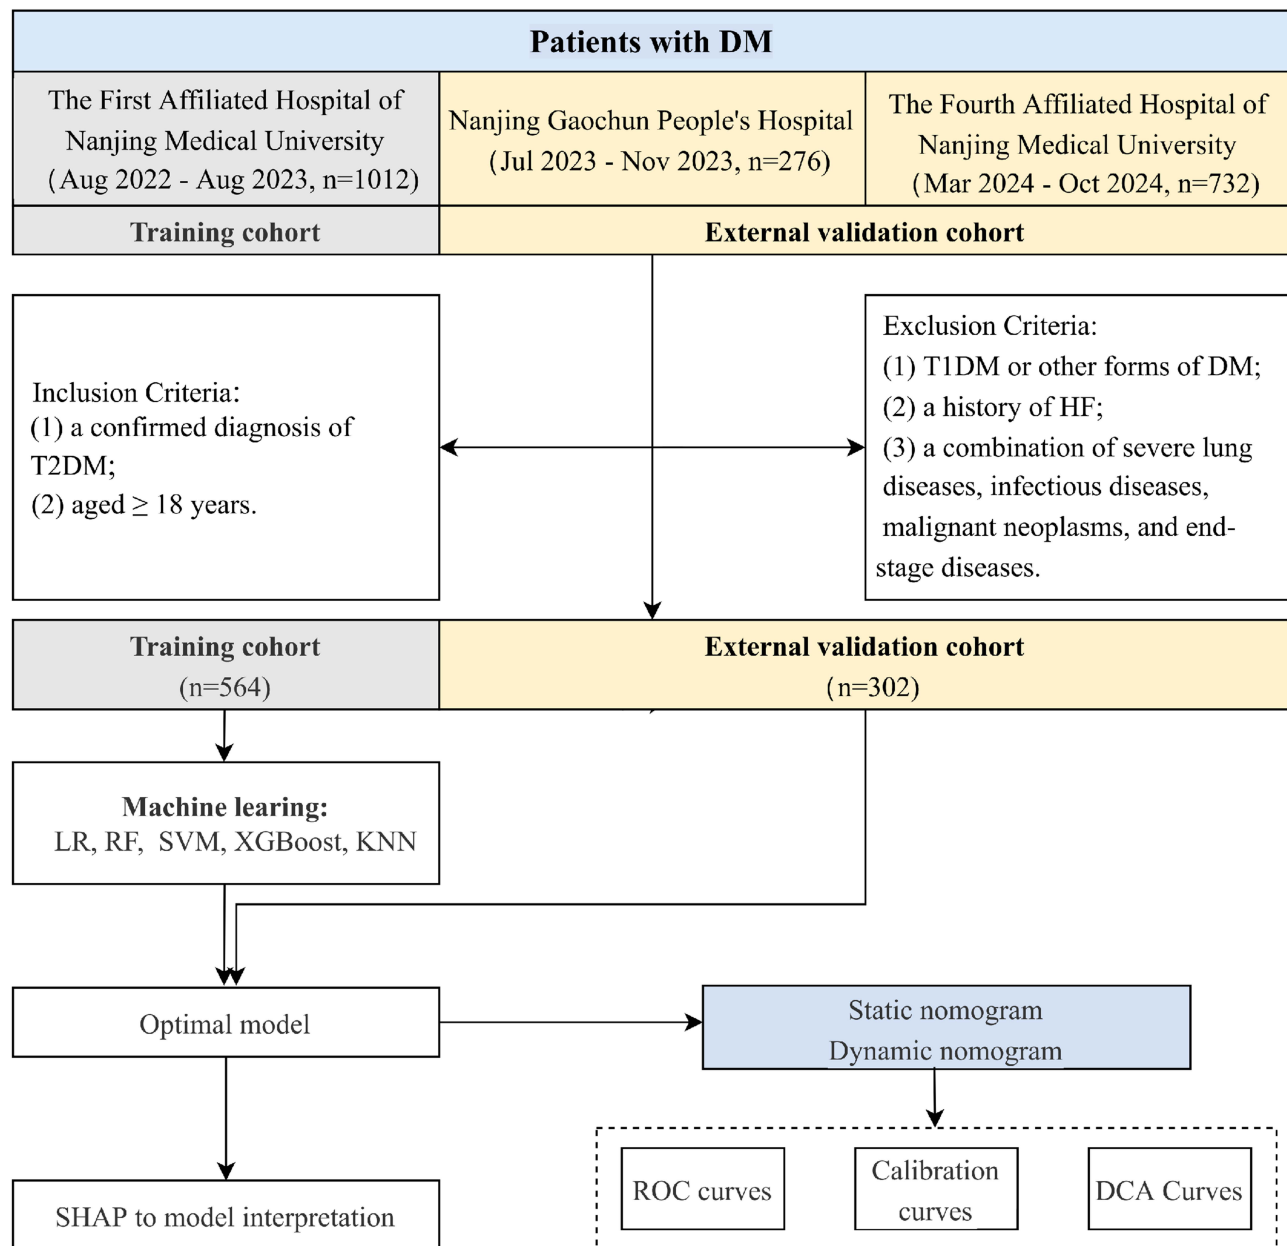 Patients with DM
The First Affiliated Hospital of
Nanjing Medical University
(Aug 2022 - Aug 2023, n=1012)
Nanjing Gaochun People's Hospital
(Jul 2023 - Nov 2023, n=276)
The Fourth Affiliated Hospital of
Nanjing Medical University
(Mar 2024 - Oct 2024, n=732)
Training cohort
External validation cohort
Inclusion Criteria:
(1) a confirmed diagnosis of
T2DM;
(2) aged ≥ 18 years.
Exclusion Criteria:
(1) T1DM or other forms of DM;
(2) a history of HF;
(3) a combination of severe lung
diseases, infectious diseases,
malignant neoplasms, and end-
stage diseases.
Training cohort
(n=564)
External validation cohort
(n=302)
Machine learing:
LR, RF, SVM, XGBoost, KNN
Optimal model
Static nomogram
Dynamic nomogram
SHAP to model interpretation
ROC curves
Calibration
curves
DCA Curves